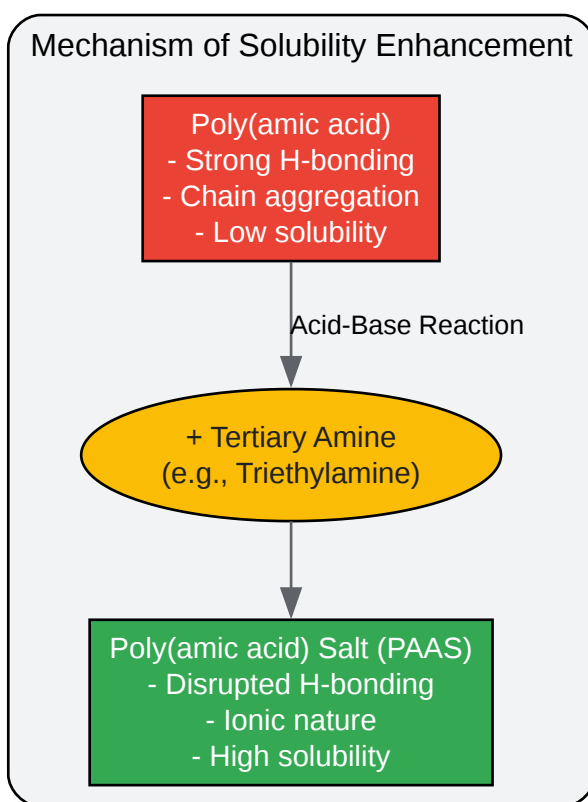 Mechanism of Solubility Enhancement
Poly(amic acid)
- Strong H-bonding
- Chain aggregation
- Low solubility
Acid-Base Reaction
+ Tertiary Amine
(e.g., Triethylamine)
Poly(amic acid) Salt (PAAS)
- Disrupted H-bonding
- Ionic nature
- High solubility